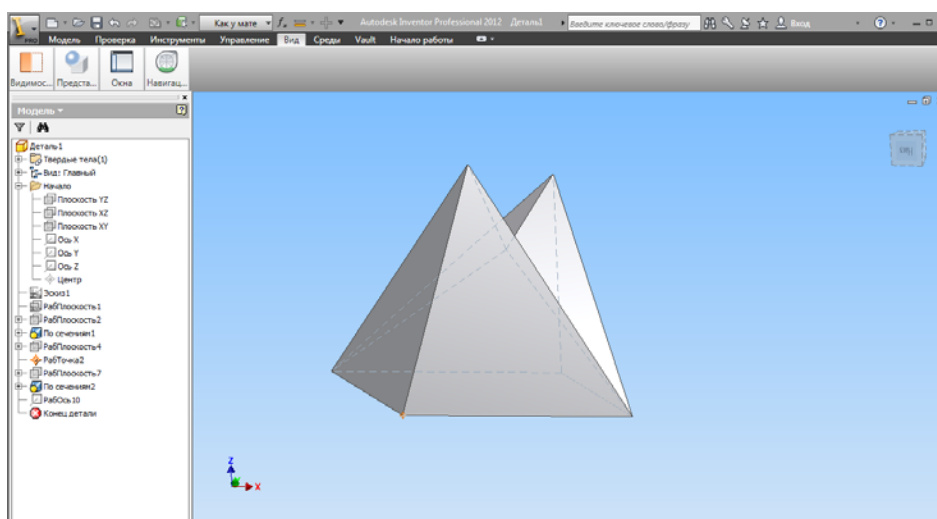 Как у мате
Autodesk Inventor Professional 2012 Деталь1
Введите ключевое слово/фразу
Вход
PRO
Модель Проверка Инструменты Управление Вид Среды Vault Начало работы
Видимос... Предста... Окна Навигац...
Модель
Деталь1
Твердые тела(1)
Вид: Главный
Начало
Плоскость YZ
Плоскость XZ
Плоскость XY
Ось X
Ось Y
Ось Z
Центр
Эскиз1
РабПлоскость1
РабПлоскость2
По сечениям1
РабПлоскость4
РабТочка2
РабПлоскость7
По сечениям2
РабОсь10
Конец детали
Z
X